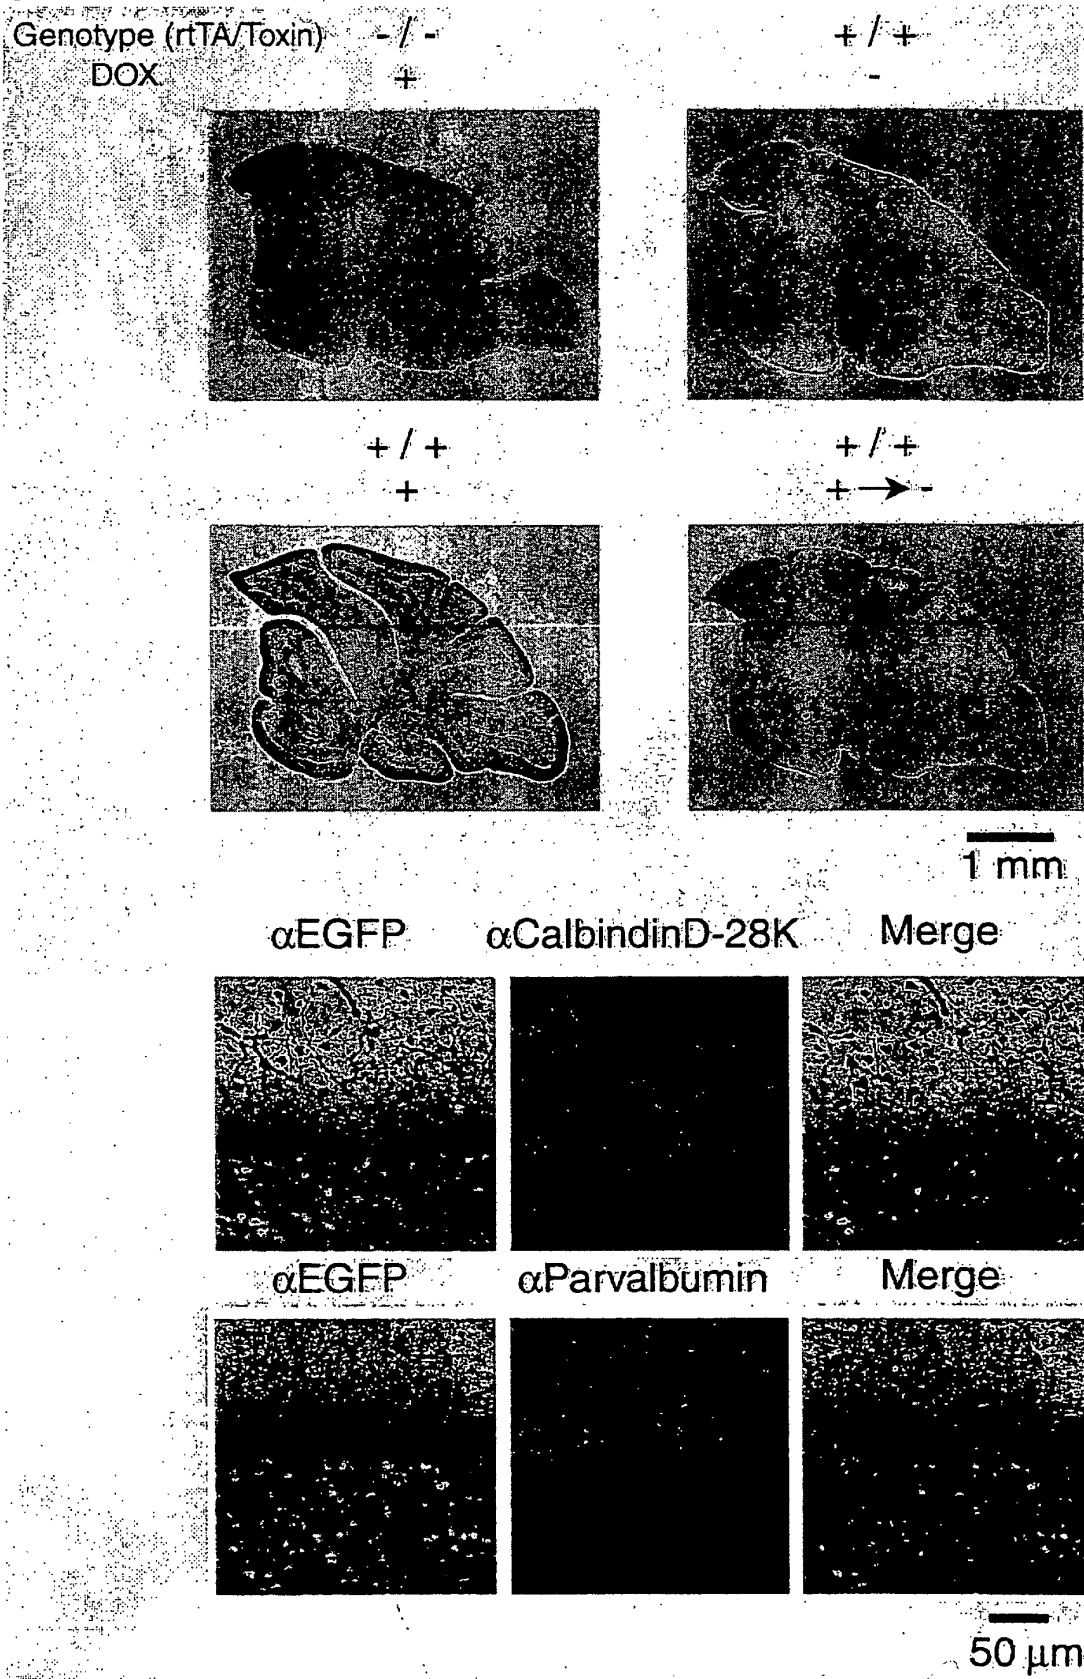 Genotype (rtTA/Toxin) - / - + / +
DOX + -
+ / + + / +
+ + → -
1 mm
αEGFP αCalbindinD-28K Merge
αEGFP αParvalbumin Merge
50 μm